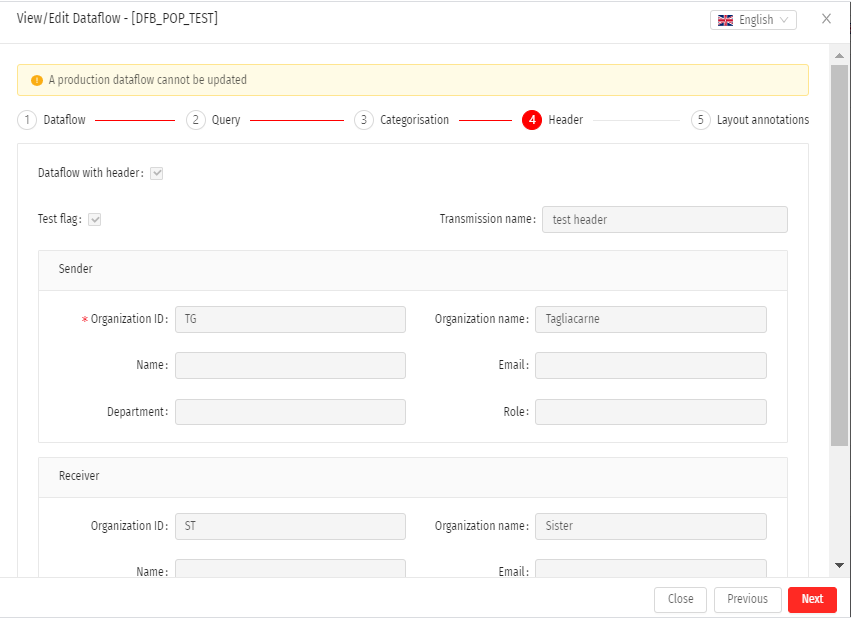 View/Edit Dataflow - [DFB_POP_TEST]
English
A production dataflow cannot be updated
1 Dataflow 2 Query 3 Categorisation 4 Header 5 Layout annotations
Dataflow with header:
Test flag: Transmission name: test header
Sender
* Organization ID: TG Organization name: Tagliacarne
Name: Email:
Department: Role:
Receiver
Organization ID: ST Organization name: Sister
Name: Email:
Close Previous Next